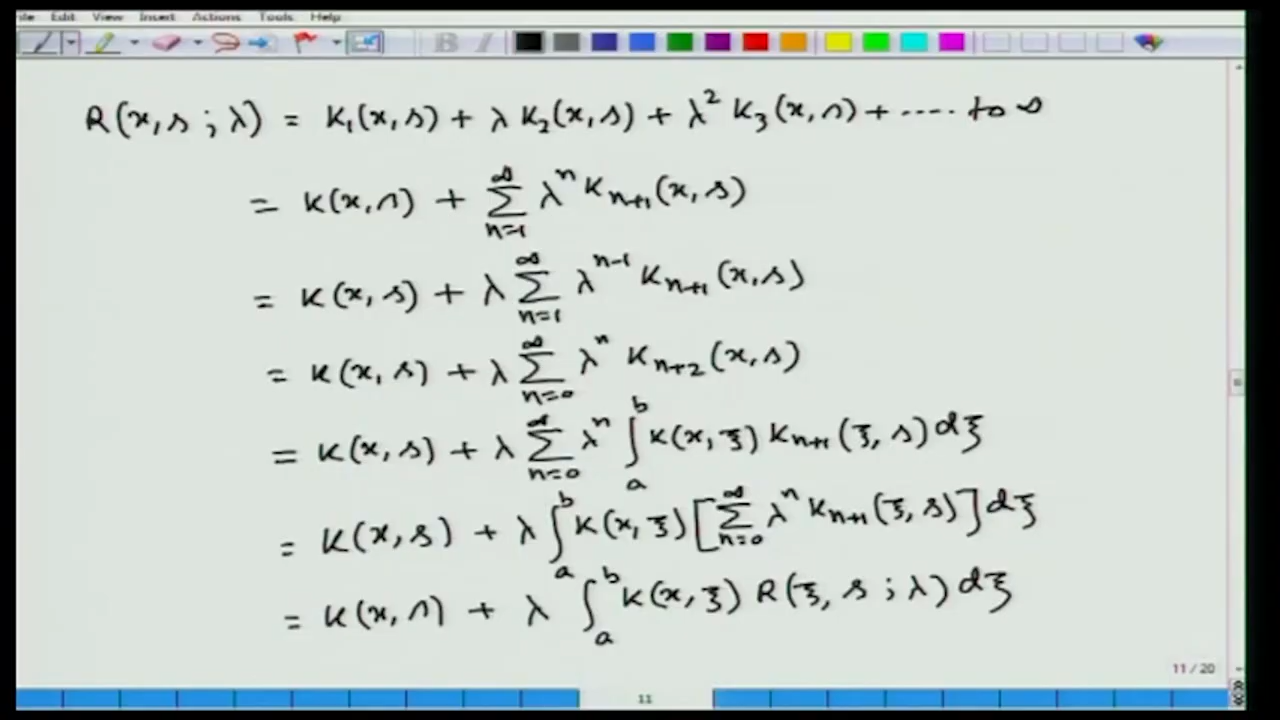 Edit View Insert Actions Tools Help
R(x, s ; λ) = K₁(x, s) + λ K₂(x, s) + λ² K₃(x, s) + .... to ∞
= K(x, s) + ∑_{n=1}^{∞} λⁿ K_{n+1}(x, s)
= K(x, s) + λ ∑_{n=1}^{∞} λ^{n-1} K_{n+1}(x, s)
= K(x, s) + λ ∑_{n=0}^{∞} λⁿ K_{n+2}(x, s)
= K(x, s) + λ ∑_{n=0}^{∞} λⁿ ∫_a^b K(x, ξ) K_{n+1}(ξ, s) dξ
= K(x, s) + λ ∫_a^b K(x, ξ) [∑_{n=0}^{∞} λⁿ K_{n+1}(ξ, s)] dξ
= K(x, s) + λ ∫_a^b K(x, ξ) R(ξ, s ; λ) dξ
11 / 20
11